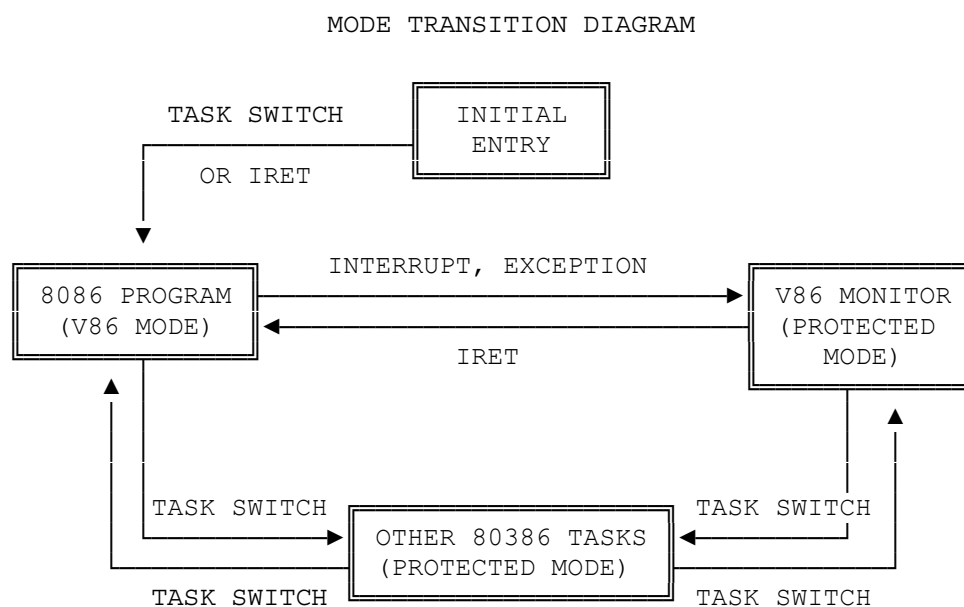 MODE TRANSITION DIAGRAM
TASK SWITCH
OR IRET
INITIAL
ENTRY
8086 PROGRAM
(V86 MODE)
INTERRUPT, EXCEPTION
IRET
V86 MONITOR
(PROTECTED
MODE)
TASK SWITCH
TASK SWITCH
OTHER 80386 TASKS
(PROTECTED MODE)
TASK SWITCH
TASK SWITCH